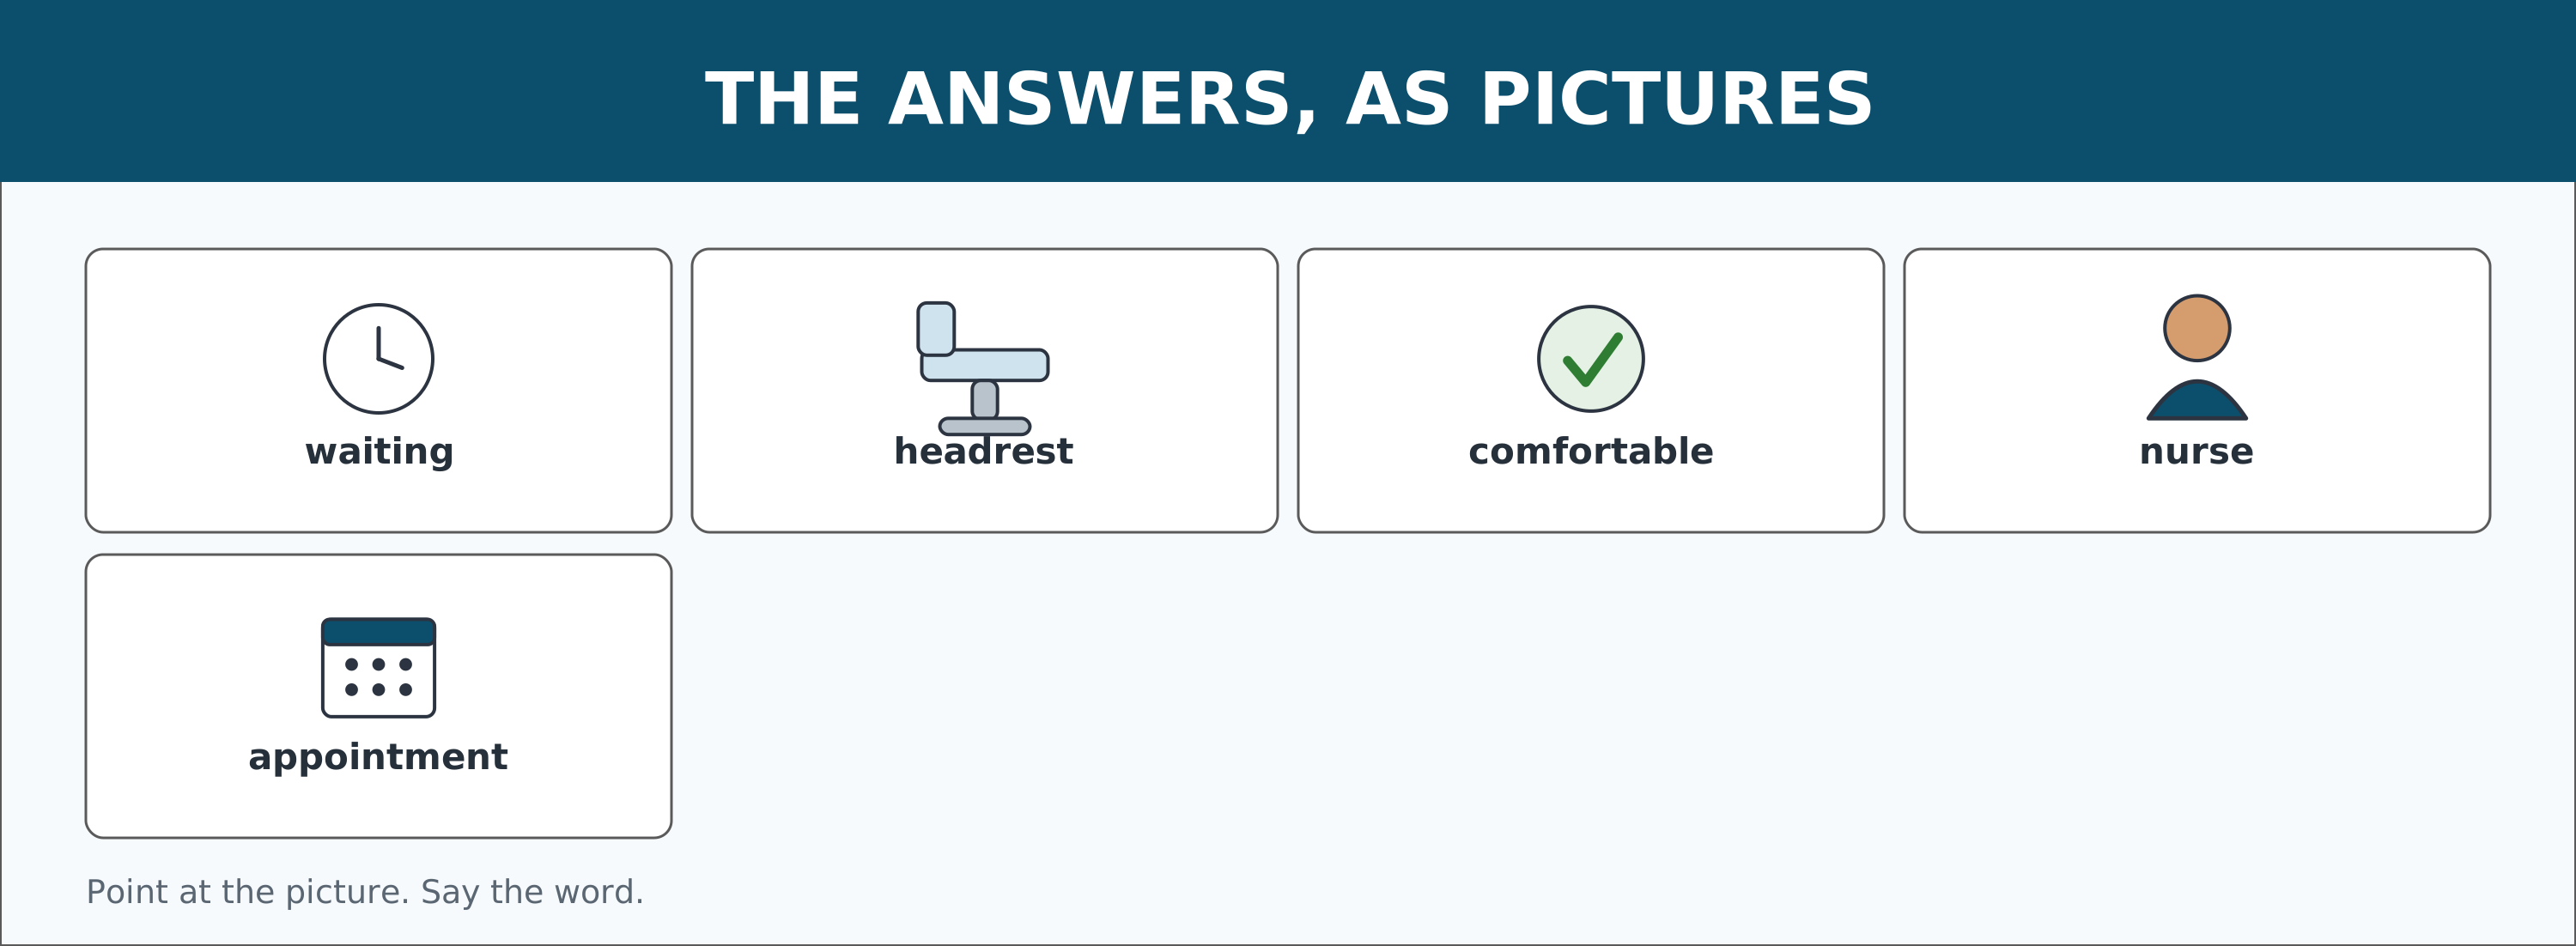 THE ANSWERS, AS PICTURES
waiting
headrest
comfortable
nurse
appointment
Point at the picture. Say the word.